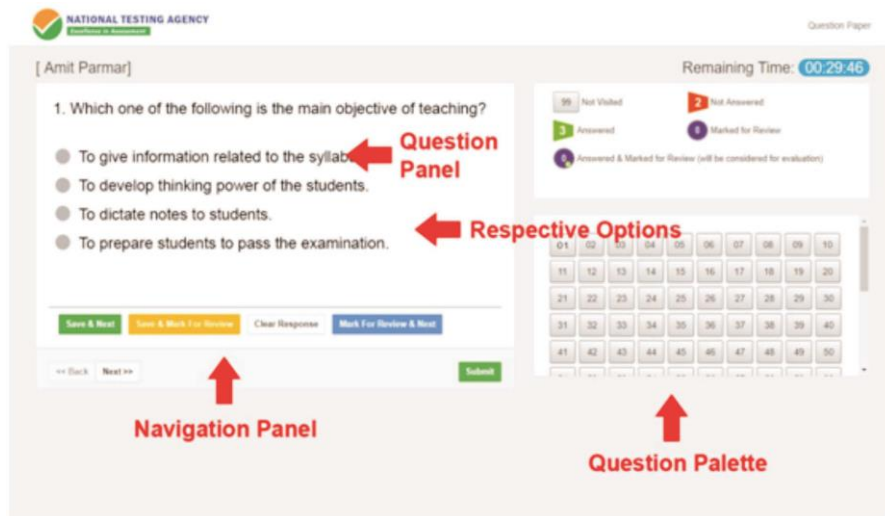 NATIONAL TESTING AGENCY
Excellence in Assessment
Question Paper
[ Amit Parmar]
Remaining Time: 00:29:46
1. Which one of the following is the main objective of teaching?
To give information related to the syllab
To develop thinking power of the students.
To dictate notes to students.
To prepare students to pass the examination.
Question
Panel
Respective Options
Save & Next Save & Mark For Review Clear Response Mark For Review & Next
<< Back Next >> Submit
Navigation Panel
99 Not Visited 2 Not Answered
3 Answered Marked for Review
Answered & Marked for Review (will be considered for evaluation)
01 02 03 04 05 06 07 08 09 10
11 12 13 14 15 16 17 18 19 20
21 22 23 24 25 26 27 28 29 30
31 32 33 34 35 36 37 38 39 40
41 42 43 44 45 46 47 48 49 50
Question Palette